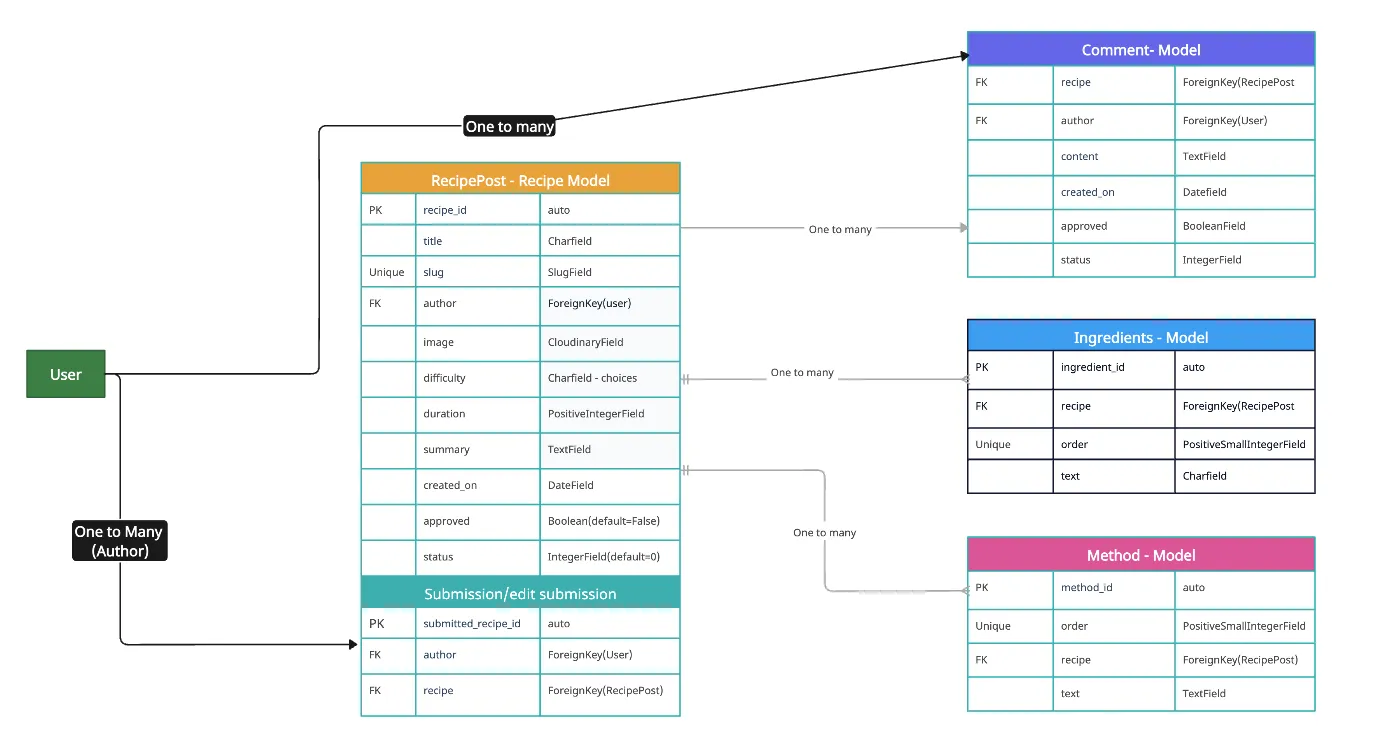 One to many
User
One to Many
(Author)
RecipePost - Recipe Model
PK recipe_id auto
title Charfield
Unique slug SlugField
FK author ForeignKey(user)
image CloudinaryField
difficulty Charfield - choices
duration PositiveIntegerField
summary TextField
created_on DateField
approved Boolean(default=False)
status IntegerField(default=0)
Submission/edit submission
PK submitted_recipe_id auto
FK author ForeignKey(User)
FK recipe ForeignKey(RecipePost)
One to many
One to many
One to many
Comment- Model
FK recipe ForeignKey(RecipePost
FK author ForeignKey(User)
content TextField
created_on Datefield
approved BooleanField
status IntegerField
Ingredients - Model
PK ingredient_id auto
FK recipe ForeignKey(RecipePost
Unique order PositiveSmallIntegerField
text Charfield
Method - Model
PK method_id auto
Unique order PositiveSmallIntegerField
FK recipe ForeignKey(RecipePost)
text TextField